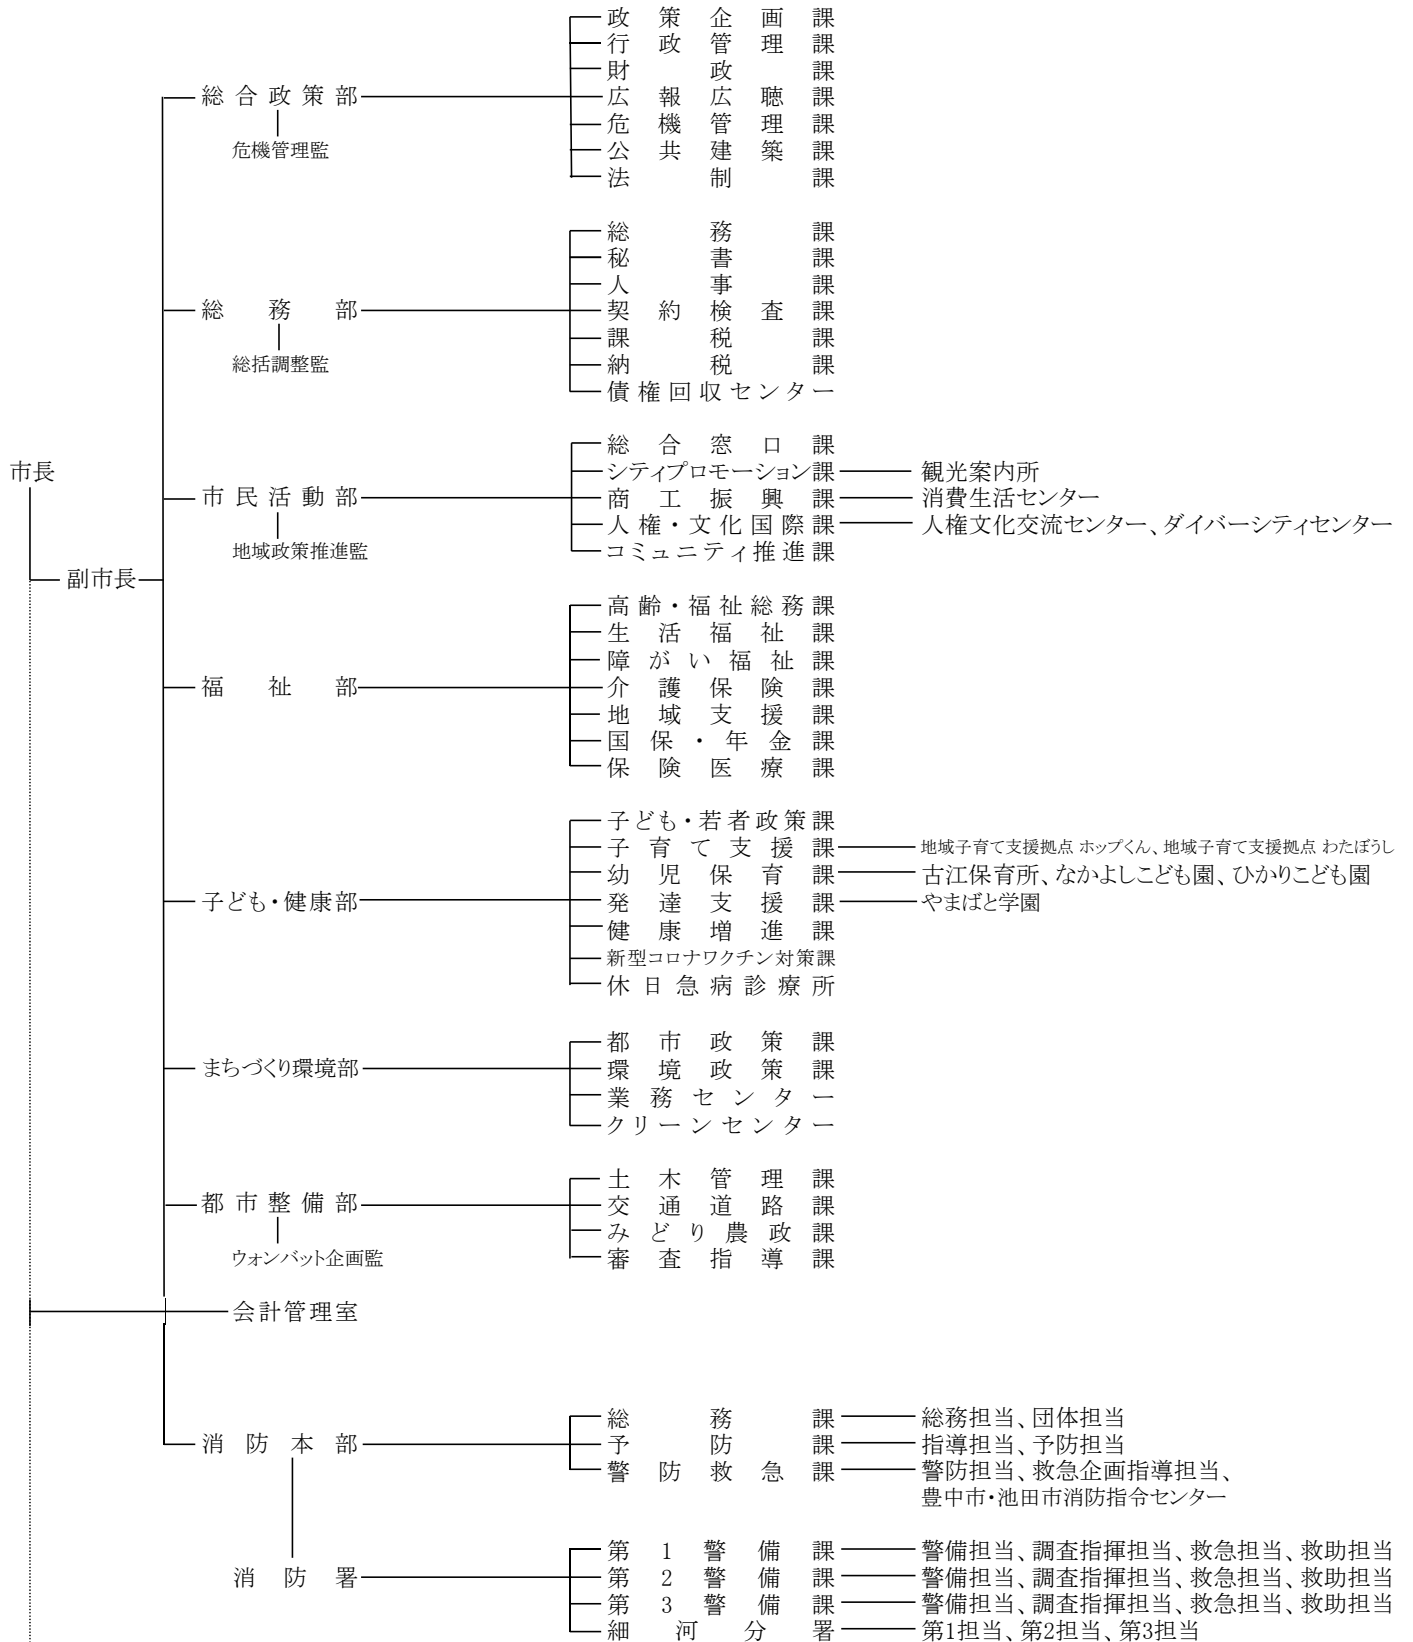 政策企画課
行政管理課
財政課
総合政策部 広報広聴課
危機管理課
危機管理監 公共建築課
法制課
総務課
秘書課
人事課
総務部 契約検査課
課税課
総括調整監 納税課
債権回収センター
総合窓口課
市長 シティプロモーション課 観光案内所
市民活動部 商工振興課 消費生活センター
人権・文化国際課 人権文化交流センター、ダイバーシティセンター
地域政策推進監 コミュニティ推進課
副市長
高齢・福祉総務課
生活福祉課
障がい福祉課
福祉部 介護保険課
地域支援課
国保・年金課
保険医療課
子ども・若者政策課
子育て支援課 地域子育て支援拠点 ホップくん、地域子育て支援拠点 わたぼうし
幼児保育課 古江保育所、なかよしこども園、ひかりこども園
子ども・健康部 発達支援課 やまばと学園
健康増進課
新型コロナワクチン対策課
休日急病診療所
都市政策課
まちづくり環境部 環境政策課
業務センター
クリーンセンター
土木管理課
都市整備部 交通道路課
みどり農政課
ウォンバット企画監 審査指導課
会計管理室
総務課 総務担当、団体担当
消防本部 予防課 指導担当、予防担当
警防救急課 警防担当、救急企画指導担当、
豊中市・池田市消防指令センター
第1警備課 警備担当、調査指揮担当、救急担当、救助担当
消防署 第2警備課 警備担当、調査指揮担当、救急担当、救助担当
第3警備課 警備担当、調査指揮担当、救急担当、救助担当
細河分署 第1担当、第2担当、第3担当